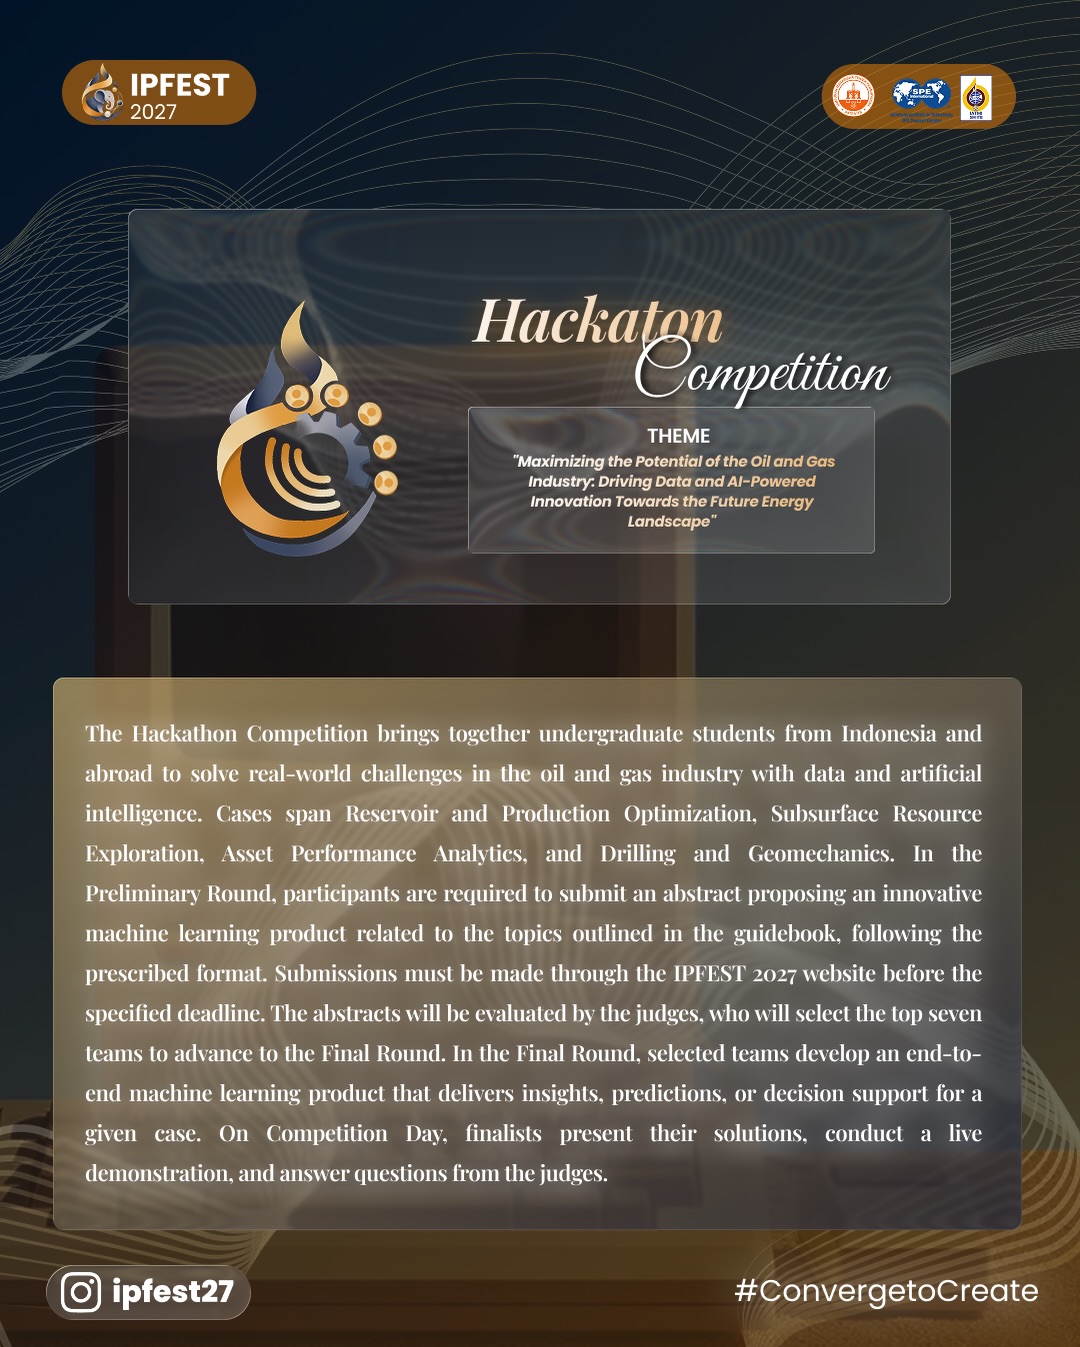 IPFEST
2027
SPE
International
IATMI
SM ITB
Hackaton
Competition
THEME
"Maximizing the Potential of the Oil and Gas
Industry: Driving Data and AI-Powered
Innovation Towards the Future Energy
Landscape"
The Hackathon Competition brings together undergraduate students from Indonesia and
abroad to solve real-world challenges in the oil and gas industry with data and artificial
intelligence. Cases span Reservoir and Production Optimization, Subsurface Resource
Exploration, Asset Performance Analytics, and Drilling and Geomechanics. In the
Preliminary Round, participants are required to submit an abstract proposing an innovative
machine learning product related to the topics outlined in the guidebook, following the
prescribed format. Submissions must be made through the IPFEST 2027 website before the
specified deadline. The abstracts will be evaluated by the judges, who will select the top seven
teams to advance to the Final Round. In the Final Round, selected teams develop an end-to-
end machine learning product that delivers insights, predictions, or decision support for a
given case. On Competition Day, finalists present their solutions, conduct a live
demonstration, and answer questions from the judges.
ipfest27
#ConvergetoCreate